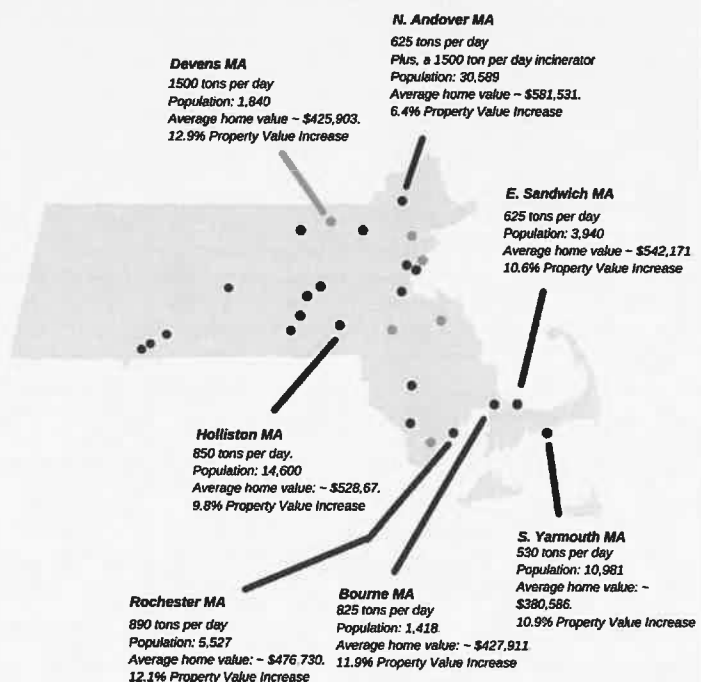 N. Andover MA
625 tons per day
Plus, a 1500 ton per day incinerator
Population: 30,589
Average home value ~ $581,531.
6.4% Property Value Increase
Devens MA
1500 tons per day
Population: 1,840
Average home value ~ $425,903.
12.9% Property Value Increase
E. Sandwich MA
625 tons per day
Population: 3,940
Average home value ~ $542,171
10.6% Property Value Increase
Holliston MA
850 tons per day.
Population: 14,600
Average home value: ~ $528,67.
9.8% Property Value Increase
S. Yarmouth MA
530 tons per day
Population: 10,981
Average home value: ~
$380,586.
10.9% Property Value Increase
Rochester MA
890 tons per day
Population: 5,527
Average home value: ~ $476,730.
12.1% Property Value Increase
Bourne MA
825 tons per day
Population: 1,418
Average home value: ~ $427,911
11.9% Property Value Increase